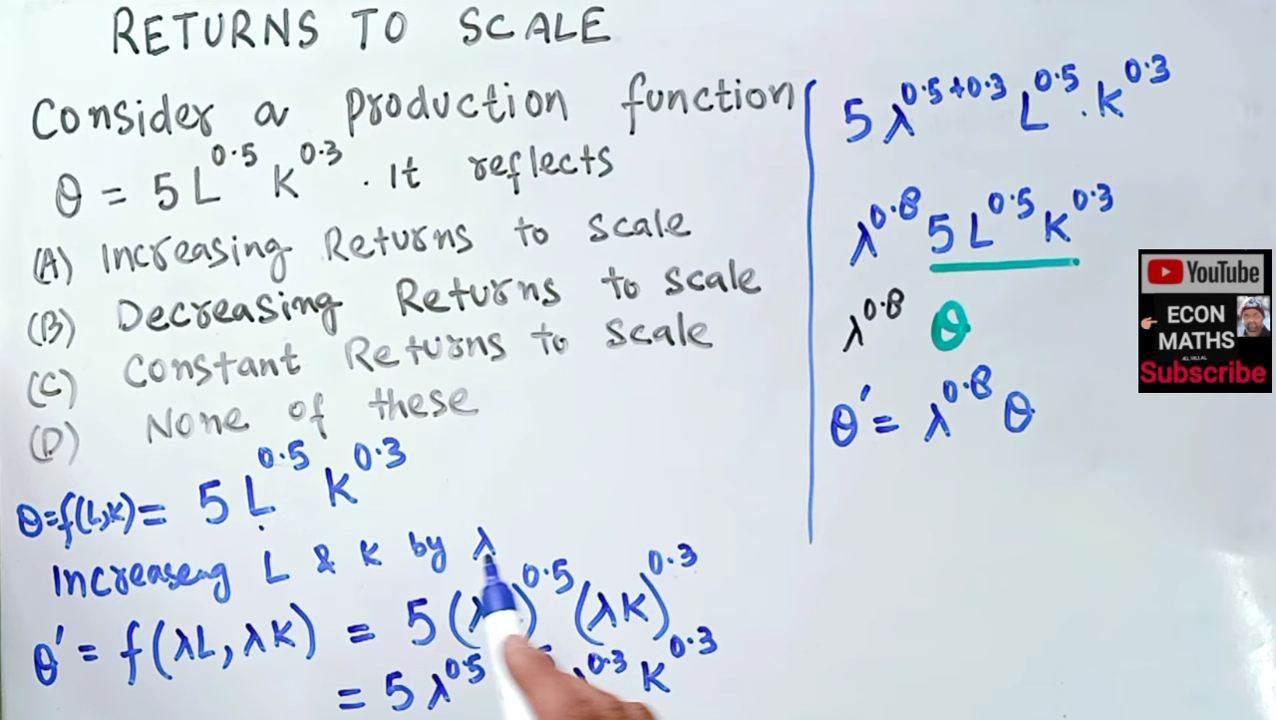 RETURNS TO SCALE
Consider a production function
Q = 5 L^0.5 K^0.3 . It reflects
(A) Increasing Returns to scale
(B) Decreasing Returns to scale
(C) Constant Returns to scale
(D) None of these
Q=f(L,K)= 5 L^0.5 K^0.3
Increaseng L & K by λ
Q' = f(λL, λK) = 5(λ )^0.5 (λK)^0.3
= 5 λ^0.5 λ^0.3 K^0.3
5 λ^0.5+0.3 L^0.5 . K^0.3
λ^0.8 5 L^0.5 K^0.3
λ^0.8 Q
Q' = λ^0.8 Q
YouTube
ECON
MATHS
Subscribe